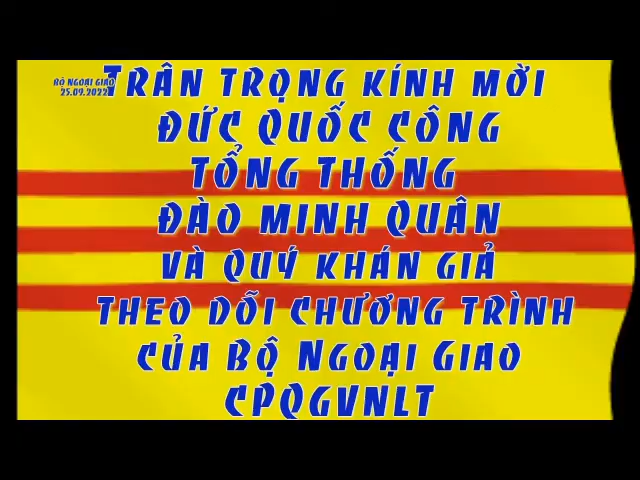 BỘ NGOẠI GIAO
25.09.2022
TRÂN TRỌNG KÍNH MỜI
ĐỨC QUỐC CÔNG
TỔNG THỐNG
ĐÀO MINH QUÂN
VÀ QUÝ KHÁN GIẢ
THEO DÕI CHƯƠNG TRÌNH
CỦA BỘ NGOẠI GIAO
CPQGVNLT